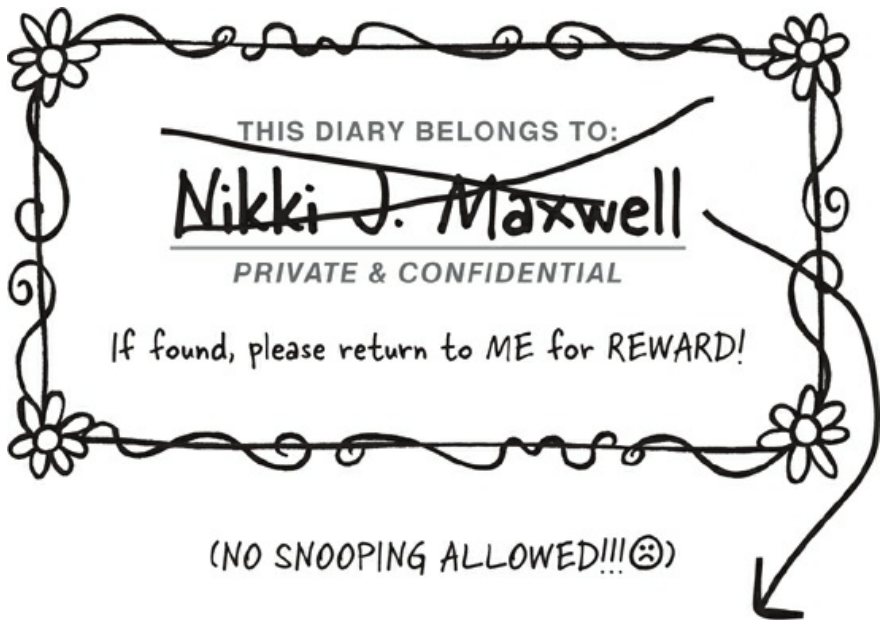 THIS DIARY BELONGS TO:
Nikki J. Maxwell
PRIVATE & CONFIDENTIAL
If found, please return to ME for REWARD!
(NO SNOOPING ALLOWED!!!☹)